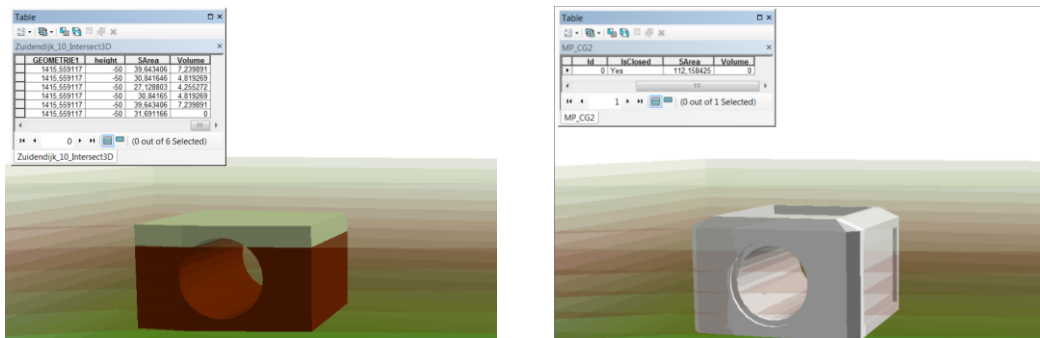 Table
Zuidendijk_10_Intersect3D
GEOMETRIE1 height SArea Volume
1415,559117 -50 39,643406 7,239891
1415,559117 -50 30,841646 4,819269
1415,559117 -50 27,128803 4,255272
1415,559117 -50 30,84165 4,819269
1415,559117 -50 39,643406 7,239891
1415,559117 -50 31,691166 0
0 (0 out of 6 Selected)
Zuidendijk_10_Intersect3D
Table
MP_CG2
Id IsClosed SArea Volume
0 Yes 112,158425 0
1 (0 out of 1 Selected)
MP_CG2